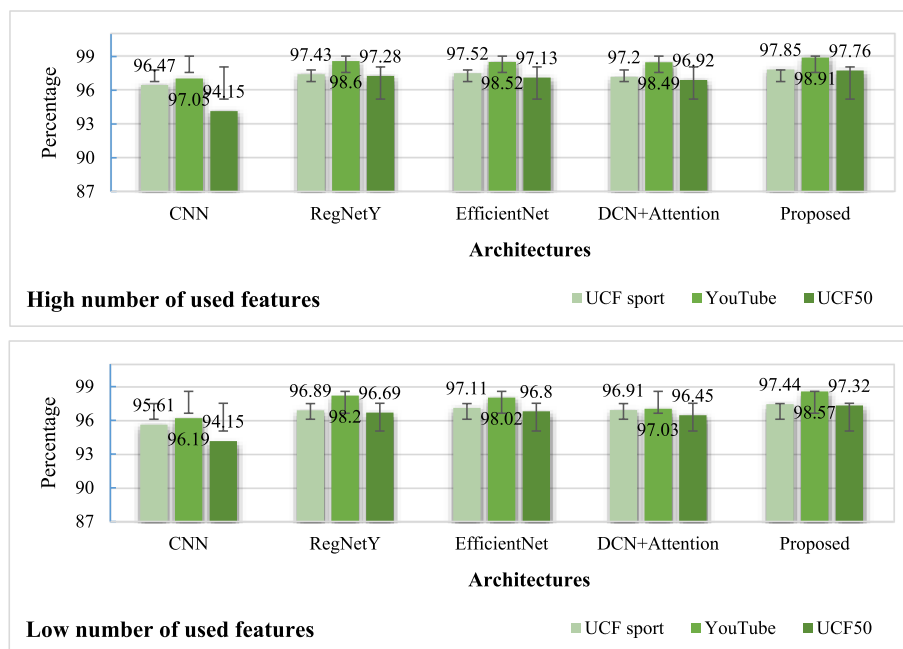 99
96
93
90
87
Percentage
96.47
97.05
94.15
97.43
98.6
97.28
97.52
98.52
97.13
97.2
98.49
96.92
97.85
98.91
97.76
CNN
RegNetY
EfficientNet
DCN+Attention
Proposed
Architectures
High number of used features
UCF sport
YouTube
UCF50
99
96
93
90
87
Percentage
95.61
96.19
94.15
96.89
98.2
96.69
97.11
98.02
96.8
96.91
97.03
96.45
97.44
98.57
97.32
CNN
RegNetY
EfficientNet
DCN+Attention
Proposed
Architectures
Low number of used features
UCF sport
YouTube
UCF50